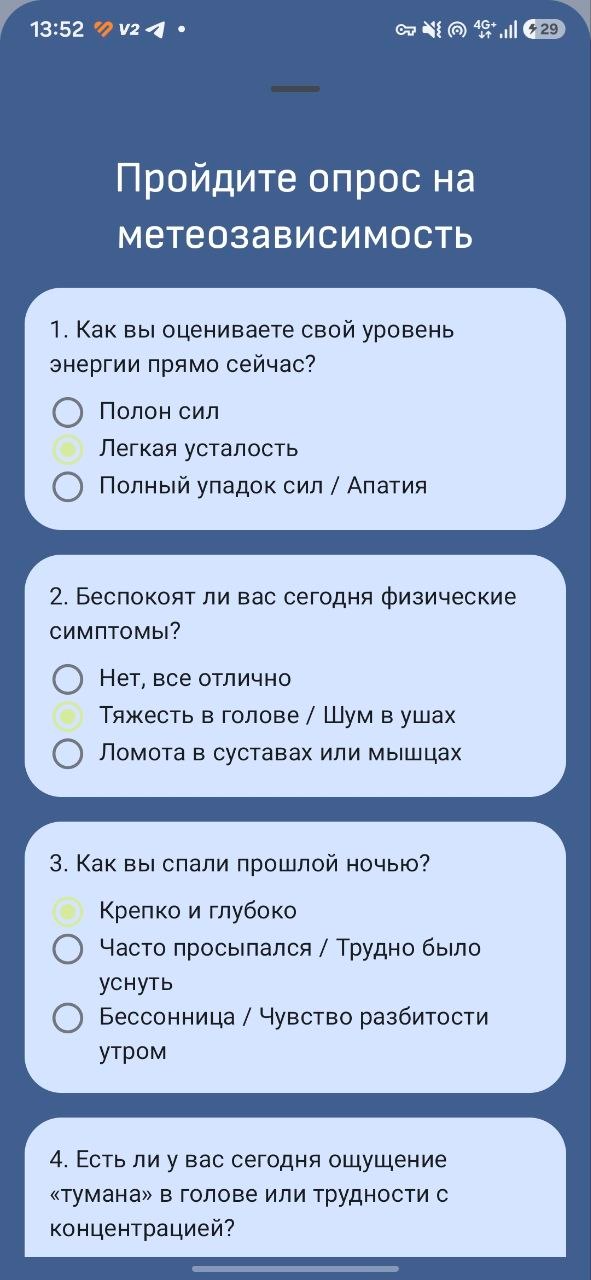 13:52 V2 4G+ 29
Пройдите опрос на
метеозависимость
1. Как вы оцениваете свой уровень
энергии прямо сейчас?
Полон сил
Легкая усталость
Полный упадок сил / Апатия
2. Беспокоят ли вас сегодня физические
симптомы?
Нет, все отлично
Тяжесть в голове / Шум в ушах
Ломота в суставах или мышцах
3. Как вы спали прошлой ночью?
Крепко и глубоко
Часто просыпался / Трудно было
уснуть
Бессонница / Чувство разбитости
утром
4. Есть ли у вас сегодня ощущение
«тумана» в голове или трудности с
концентрацией?